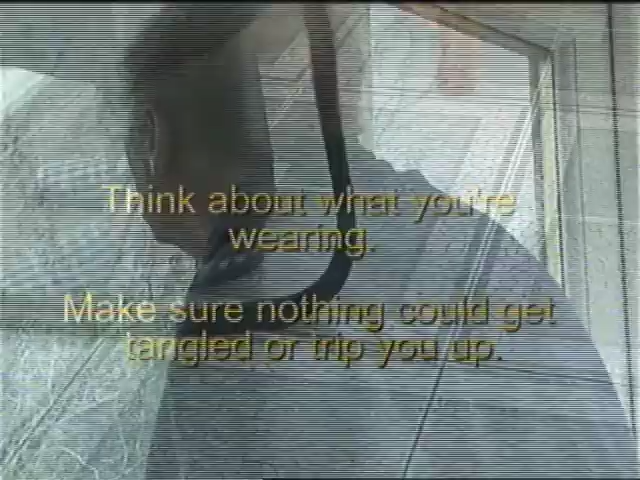 Think about what you're
wearing.
Make sure nothing could get
tangled or trip you up.